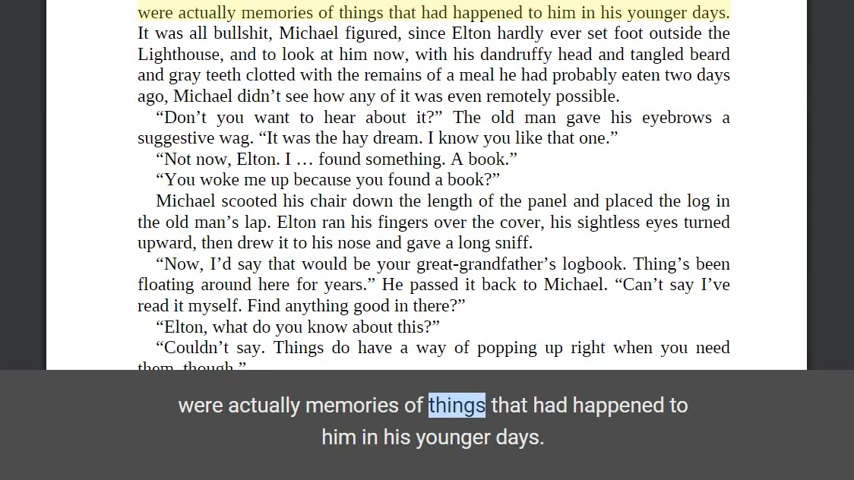 were actually memories of things that had happened to him in his younger days.
It was all bullshit, Michael figured, since Elton hardly ever set foot outside the
Lighthouse, and to look at him now, with his dandruffy head and tangled beard
and gray teeth clotted with the remains of a meal he had probably eaten two days
ago, Michael didn’t see how any of it was even remotely possible.
“Don’t you want to hear about it?” The old man gave his eyebrows a
suggestive wag. “It was the hay dream. I know you like that one.”
“Not now, Elton. I … found something. A book.”
“You woke me up because you found a book?”
Michael scooted his chair down the length of the panel and placed the log in
the old man’s lap. Elton ran his fingers over the cover, his sightless eyes turned
upward, then drew it to his nose and gave a long sniff.
“Now, I’d say that would be your great-grandfather’s logbook. Thing’s been
floating around here for years.” He passed it back to Michael. “Can’t say I’ve
read it myself. Find anything good in there?”
“Elton, what do you know about this?”
“Couldn’t say. Things do have a way of popping up right when you need
them, though.”
were actually memories of things that had happened to
him in his younger days.